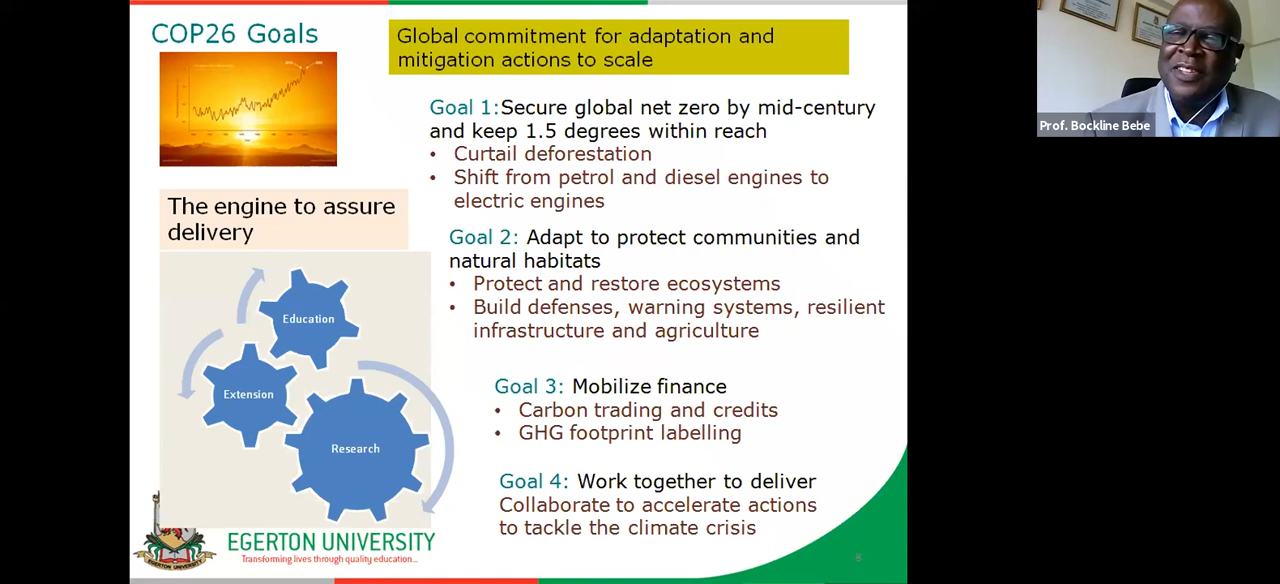 COP26 Goals
Global commitment for adaptation and
mitigation actions to scale
Goal 1:Secure global net zero by mid-century
and keep 1.5 degrees within reach
• Curtail deforestation
• Shift from petrol and diesel engines to
electric engines
The engine to assure
delivery
Goal 2: Adapt to protect communities and
natural habitats
• Protect and restore ecosystems
• Build defenses, warning systems, resilient
infrastructure and agriculture
Education
Extension
Research
Goal 3: Mobilize finance
• Carbon trading and credits
• GHG footprint labelling
Goal 4: Work together to deliver
Collaborate to accelerate actions
to tackle the climate crisis
EGERTON UNIVERSITY
Transforming lives through quality education...
8
Prof. Bockline Bebe